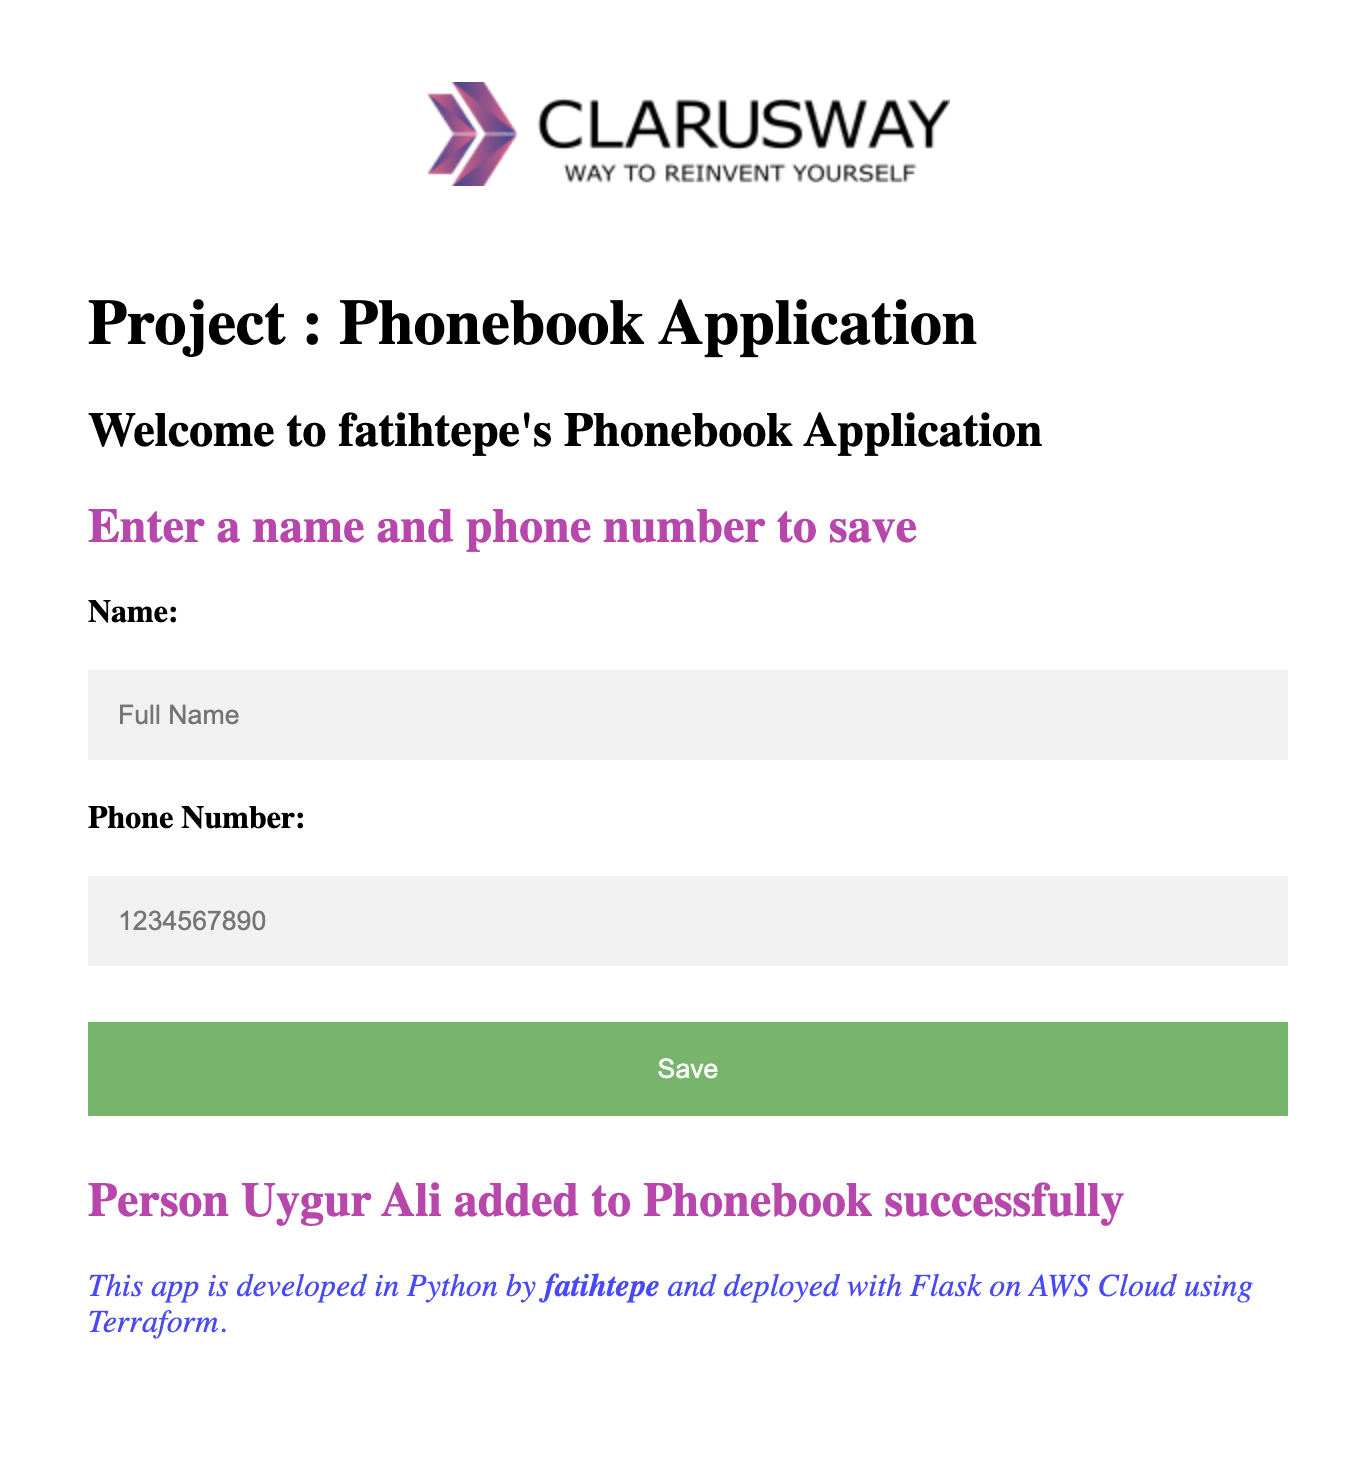 CLARUSWAY
WAY TO REINVENT YOURSELF
Project : Phonebook Application
Welcome to fatihtepe's Phonebook Application
Enter a name and phone number to save
Name:
Full Name
Phone Number:
1234567890
Save
Person Uygur Ali added to Phonebook successfully
This app is developed in Python by fatihtepe and deployed with Flask on AWS Cloud using
Terraform.